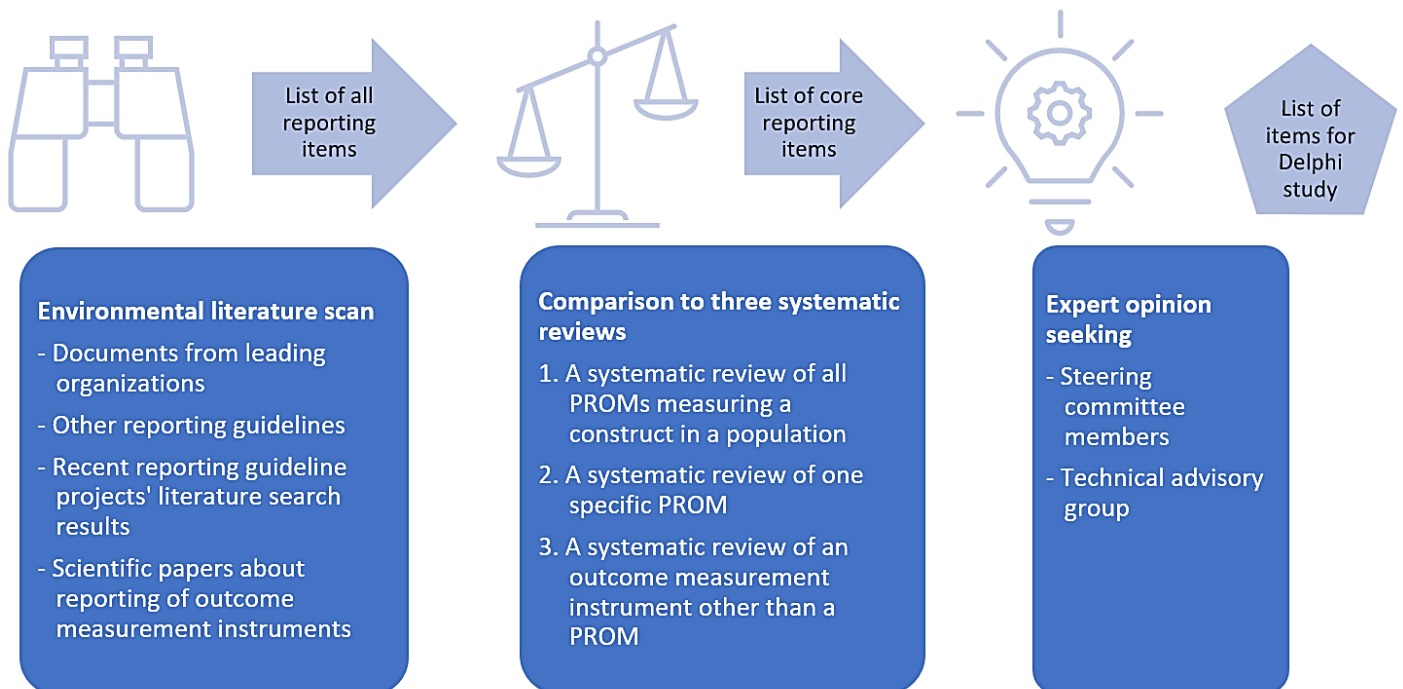 List of all
reporting
items
List of core
reporting
items
List of
items for
Delphi
study
Environmental literature scan
- Documents from leading
organizations
- Other reporting guidelines
- Recent reporting guideline
projects' literature search
results
- Scientific papers about
reporting of outcome
measurement instruments
Comparison to three systematic
reviews
1. A systematic review of all
PROMs measuring a
construct in a population
2. A systematic review of one
specific PROM
3. A systematic review of an
outcome measurement
instrument other than a
PROM
Expert opinion
seeking
- Steering
committee
members
- Technical advisory
group